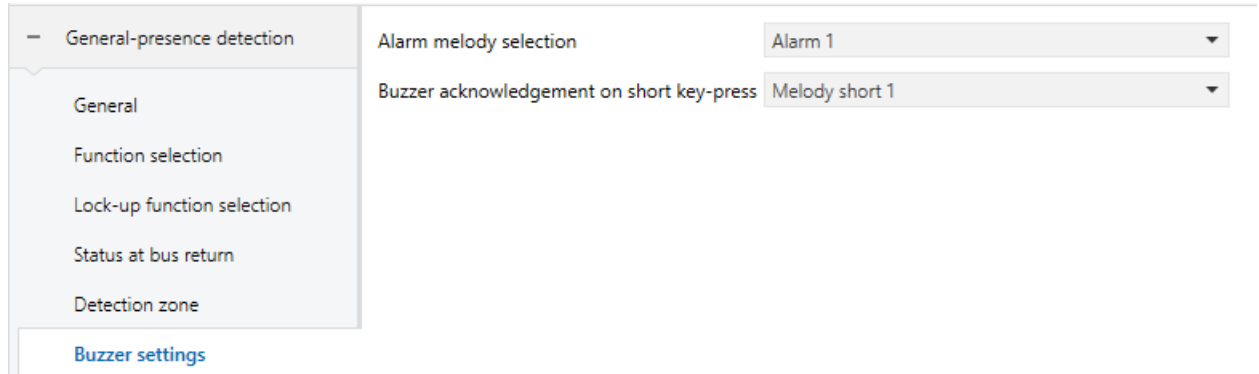 General-presence detection
General
Function selection
Lock-up function selection
Status at bus return
Detection zone
Buzzer settings
Alarm melody selection Alarm 1
Buzzer acknowledgement on short key-press Melody short 1